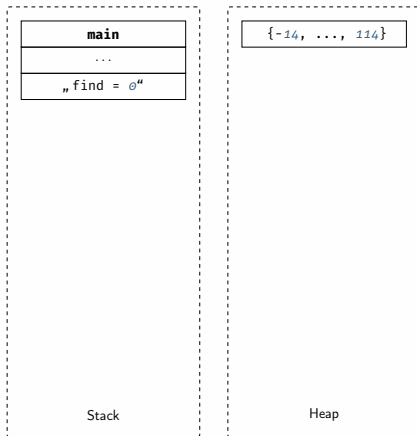 main
...
„find = 0“
{-14, ..., 114}
Stack
Heap